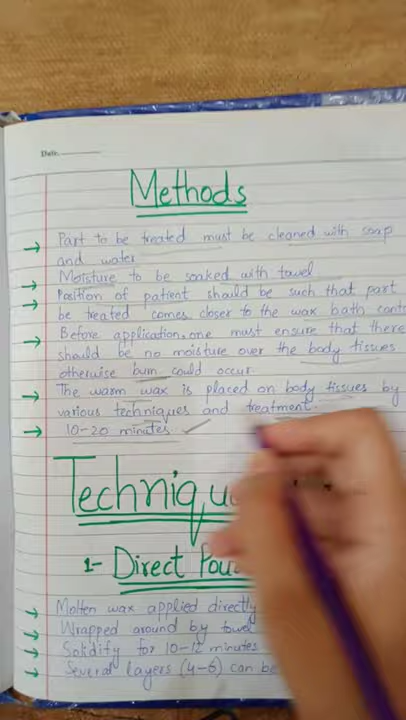 Date.
Methods
→ Part to be treated must be cleaned with soap
and water
→ Moisture to be soaked with towel
→ Position of patient should be such that part
be treated comes closer to the wax bath
→ Before application, one must ensure that there
should be no moisture over the body tissues
otherwise burn could occur.
→ The warm wax is placed on body tissues by
various techniques and treatment.
→ 10-20 minutes.
1- Direct
→ Molten wax applied directly
→ Wrapped around by towel
→ Solidify for 10-12 minutes
→ Several layers (4-6) can be